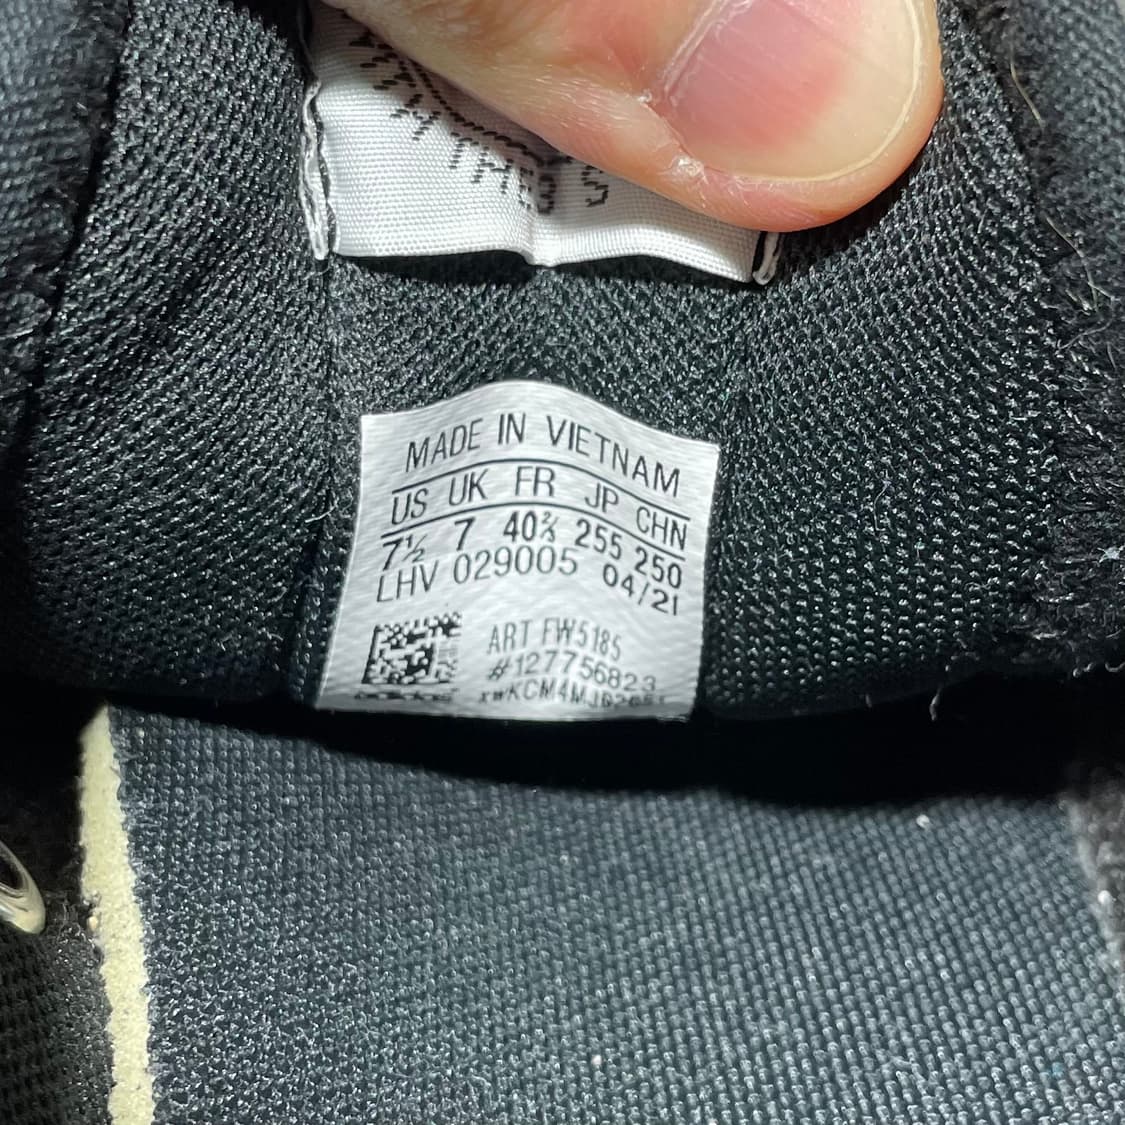 MADE IN VIETNAM
US UK FR JP CHN
7½ 7 40⅔ 255 250
LHV 029005 04/21
ART FW5185
#127756823
adidas